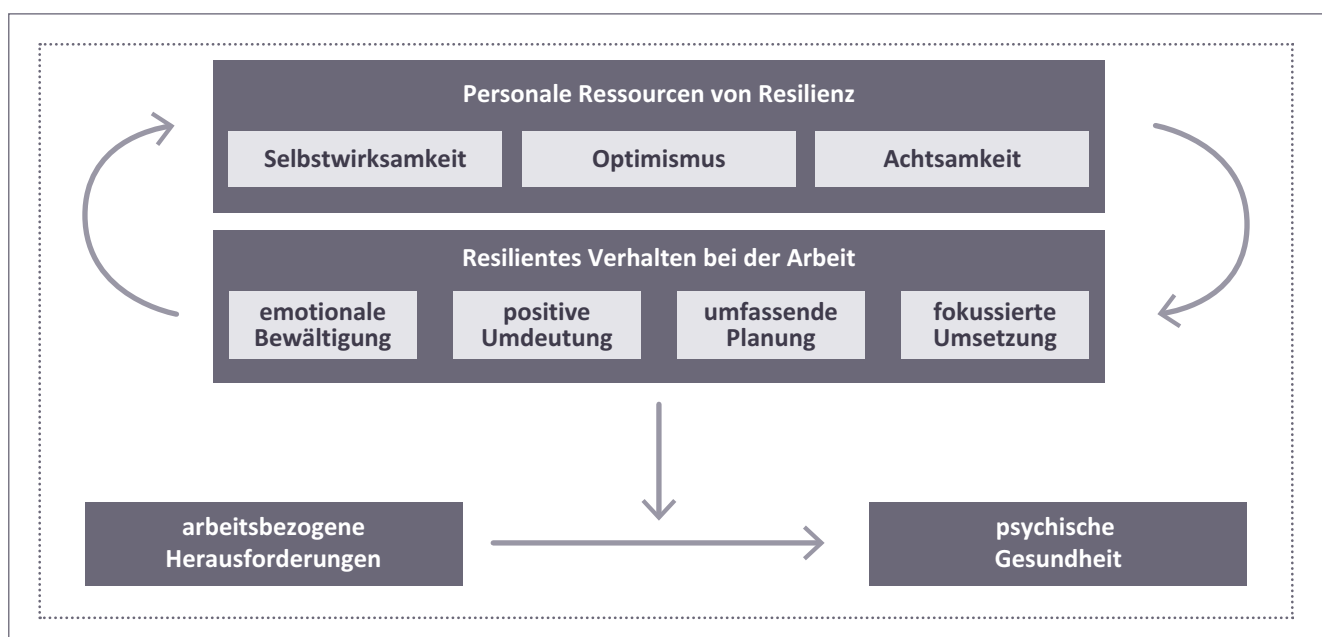 Personale Ressourcen von Resilienz
Selbstwirksamkeit
Optimismus
Achtsamkeit
Resilientes Verhalten bei der Arbeit
emotionale
Bewältigung
positive
Umdeutung
umfassende
Planung
fokussierte
Umsetzung
arbeitsbezogene
Herausforderungen
psychische
Gesundheit